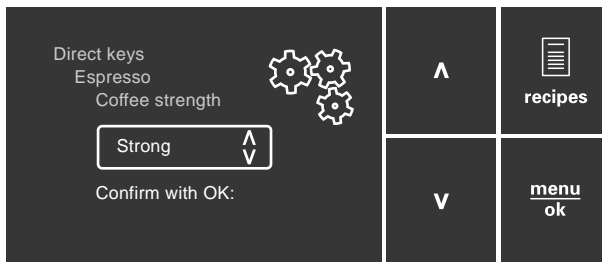 Direct keys
Espresso
Coffee strength
Strong
Confirm with OK:
recipes
menu
ok